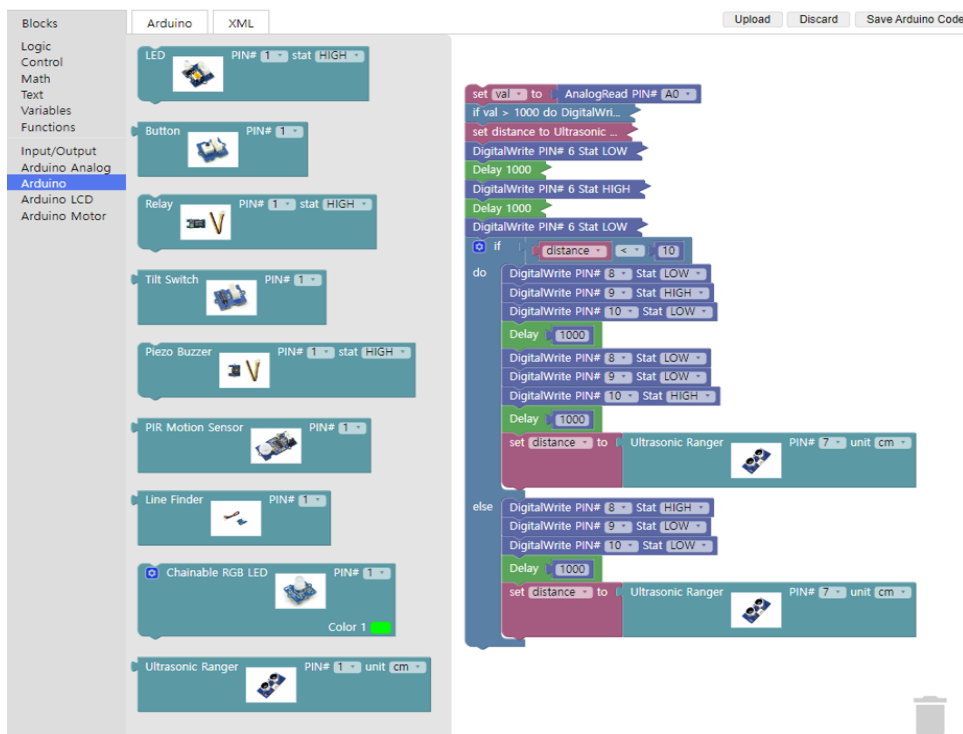 Blocks
Arduino
XML
Upload
Discard
Save Arduino Code
Logic
Control
Math
Text
Variables
Functions
Input/Output
Arduino Analog
Arduino
Arduino LCD
Arduino Motor
LED PIN# 1 stat HIGH
Button PIN# 1
Relay PIN# 1 stat HIGH
Tilt Switch PIN# 1
Piezo Buzzer PIN# 1 stat HIGH
PIR Motion Sensor PIN# 1
Line Finder PIN# 1
Chainable RGB LED PIN# 1
Color 1
Ultrasonic Ranger PIN# 1 unit cm
set val to AnalogRead PIN# A0
if val > 1000 do DigitalWri...
set distance to Ultrasonic ...
DigitalWrite PIN# 6 Stat LOW
Delay 1000
DigitalWrite PIN# 6 Stat HIGH
Delay 1000
DigitalWrite PIN# 6 Stat LOW
if distance < 10
do DigitalWrite PIN# 8 Stat LOW
DigitalWrite PIN# 9 Stat HIGH
DigitalWrite PIN# 10 Stat LOW
Delay 1000
DigitalWrite PIN# 8 Stat LOW
DigitalWrite PIN# 9 Stat LOW
DigitalWrite PIN# 10 Stat HIGH
Delay 1000
set distance to Ultrasonic Ranger PIN# 7 unit cm
else DigitalWrite PIN# 8 Stat HIGH
DigitalWrite PIN# 9 Stat LOW
DigitalWrite PIN# 10 Stat LOW
Delay 1000
set distance to Ultrasonic Ranger PIN# 7 unit cm